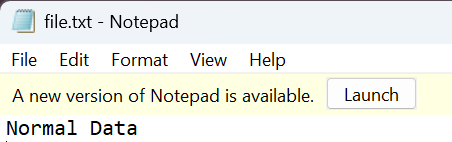 file.txt - Notepad
File Edit Format View Help
A new version of Notepad is available. Launch
Normal Data